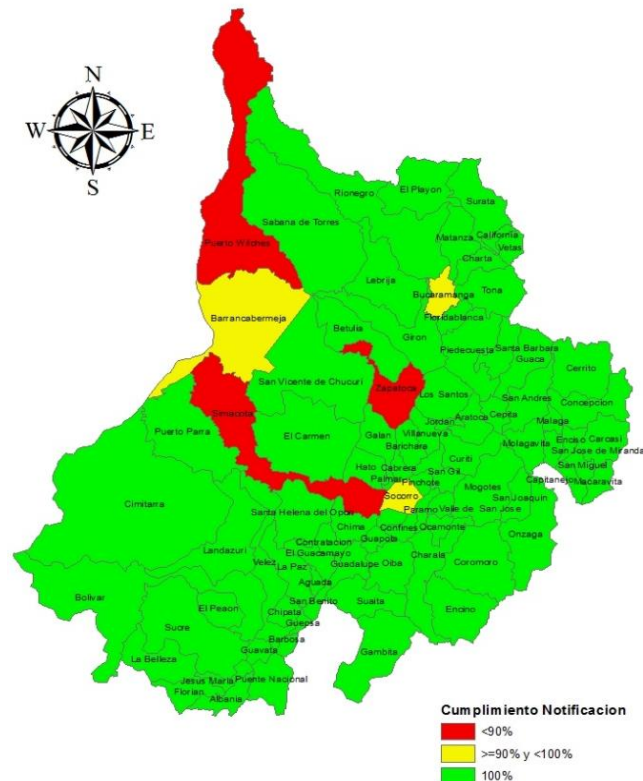 N
W E
S
El Playon
Rionegro
Surata
Sabana de Torres
Matanza
California
Vetas
Puerto Wilches
Charta
Lebrija
Tona
Bucaramanga
Barrancabermeja
Floridablanca
Betulia
Giron
Piedecuesta
Santa Barbara
Guaca
Cerrito
San Vicente de Chucuri
Zapatoca
Los Santos
San Andres
Concepcion
Simacota
Jordan
Aratoca
Cepita
Malaga
Puerto Parra
El Carmen
Galan
Villanueva
Molagavita
Enciso
Carcasi
Barichara
San Jose de Miranda
Curiti
San Miguel
Hato
Cabrera
San Gil
Capitanejo
Macaravita
Palmar
Pinchote
Mogotes
Cimitarra
Socorro
San Joaquin
Paramo
Valle de San Jose
Santa Helena del Opon
Chima
Confines
Ocamonte
Onzaga
Contratacion
Guapota
Landazuri
El Guacamayo
Charala
Velez
La Paz
Guadalupe
Oiba
Coromoro
Aguada
Bolivar
San Benito
Suaita
Encino
El Peaon
Chipata
Guepsa
Sucre
Barbosa
Guavata
La Belleza
Gambita
Jesus Maria
Puente Nacional
Florian
Albania
Cumplimiento Notificacion
<90%
>=90% y <100%
100%